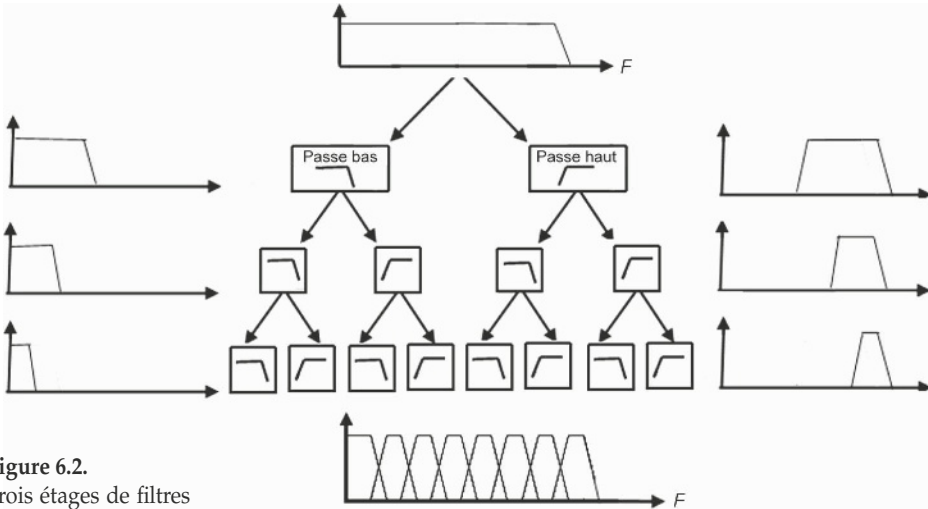 F
Passe bas
Passe haut
igure 6.2.
rois étages de filtres
F